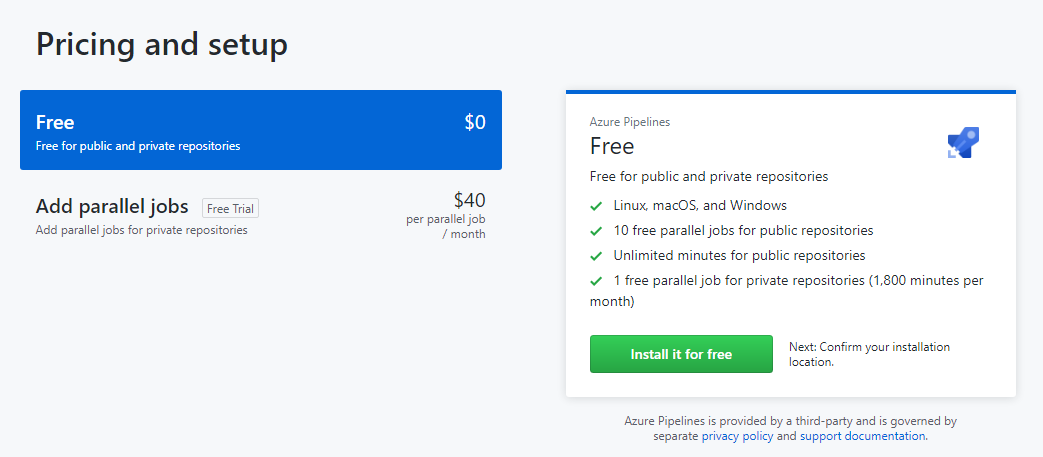 Pricing and setup
Free
$0
Free for public and private repositories
Add parallel jobs
Free Trial
$40
Add parallel jobs for private repositories
per parallel job
/ month
Azure Pipelines
Free
Free for public and private repositories
Linux, macOS, and Windows
10 free parallel jobs for public repositories
Unlimited minutes for public repositories
1 free parallel job for private repositories (1,800 minutes per
month)
Install it for free
Next: Confirm your installation
location.
Azure Pipelines is provided by a third-party and is governed by
separate privacy policy and support documentation.